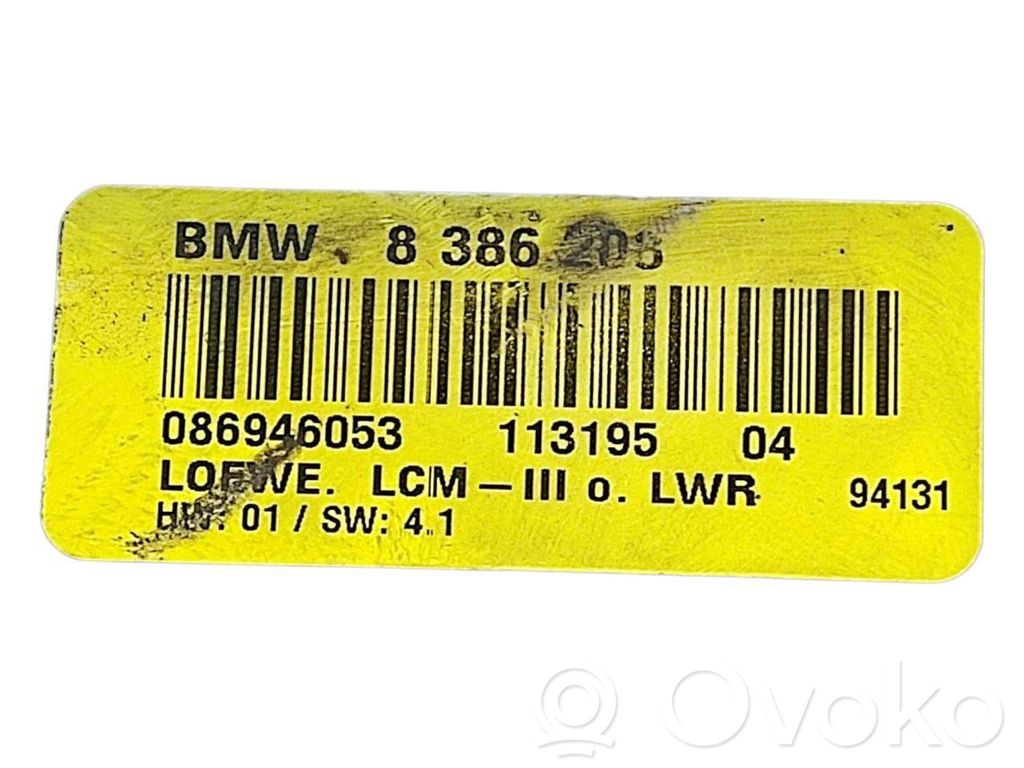 BMW 8 386
086946053 113195 04
LOEWE. LCM – III o. LWR 94131
HW: 01 / SW: 4.1
Ovoko